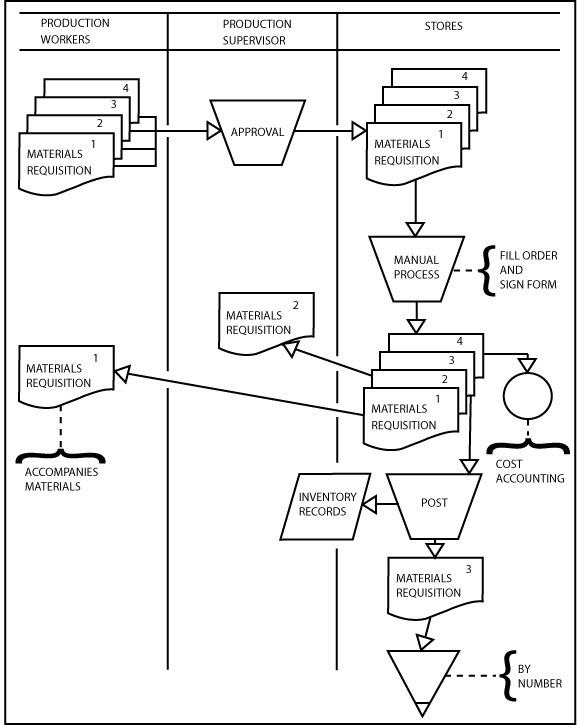 PRODUCTION
WORKERS
PRODUCTION
SUPERVISOR
STORES
4
3
2
1
MATERIALS
REQUISITION
APPROVAL
4
3
2
1
MATERIALS
REQUISITION
MANUAL
PROCESS
FILL ORDER
AND
SIGN FORM
2
MATERIALS
REQUISITION
1
MATERIALS
REQUISITION
4
3
2
1
MATERIALS
REQUISITION
ACCOMPANIES
MATERIALS
COST
ACCOUNTING
INVENTORY
RECORDS
POST
3
MATERIALS
REQUISITION
BY
NUMBER